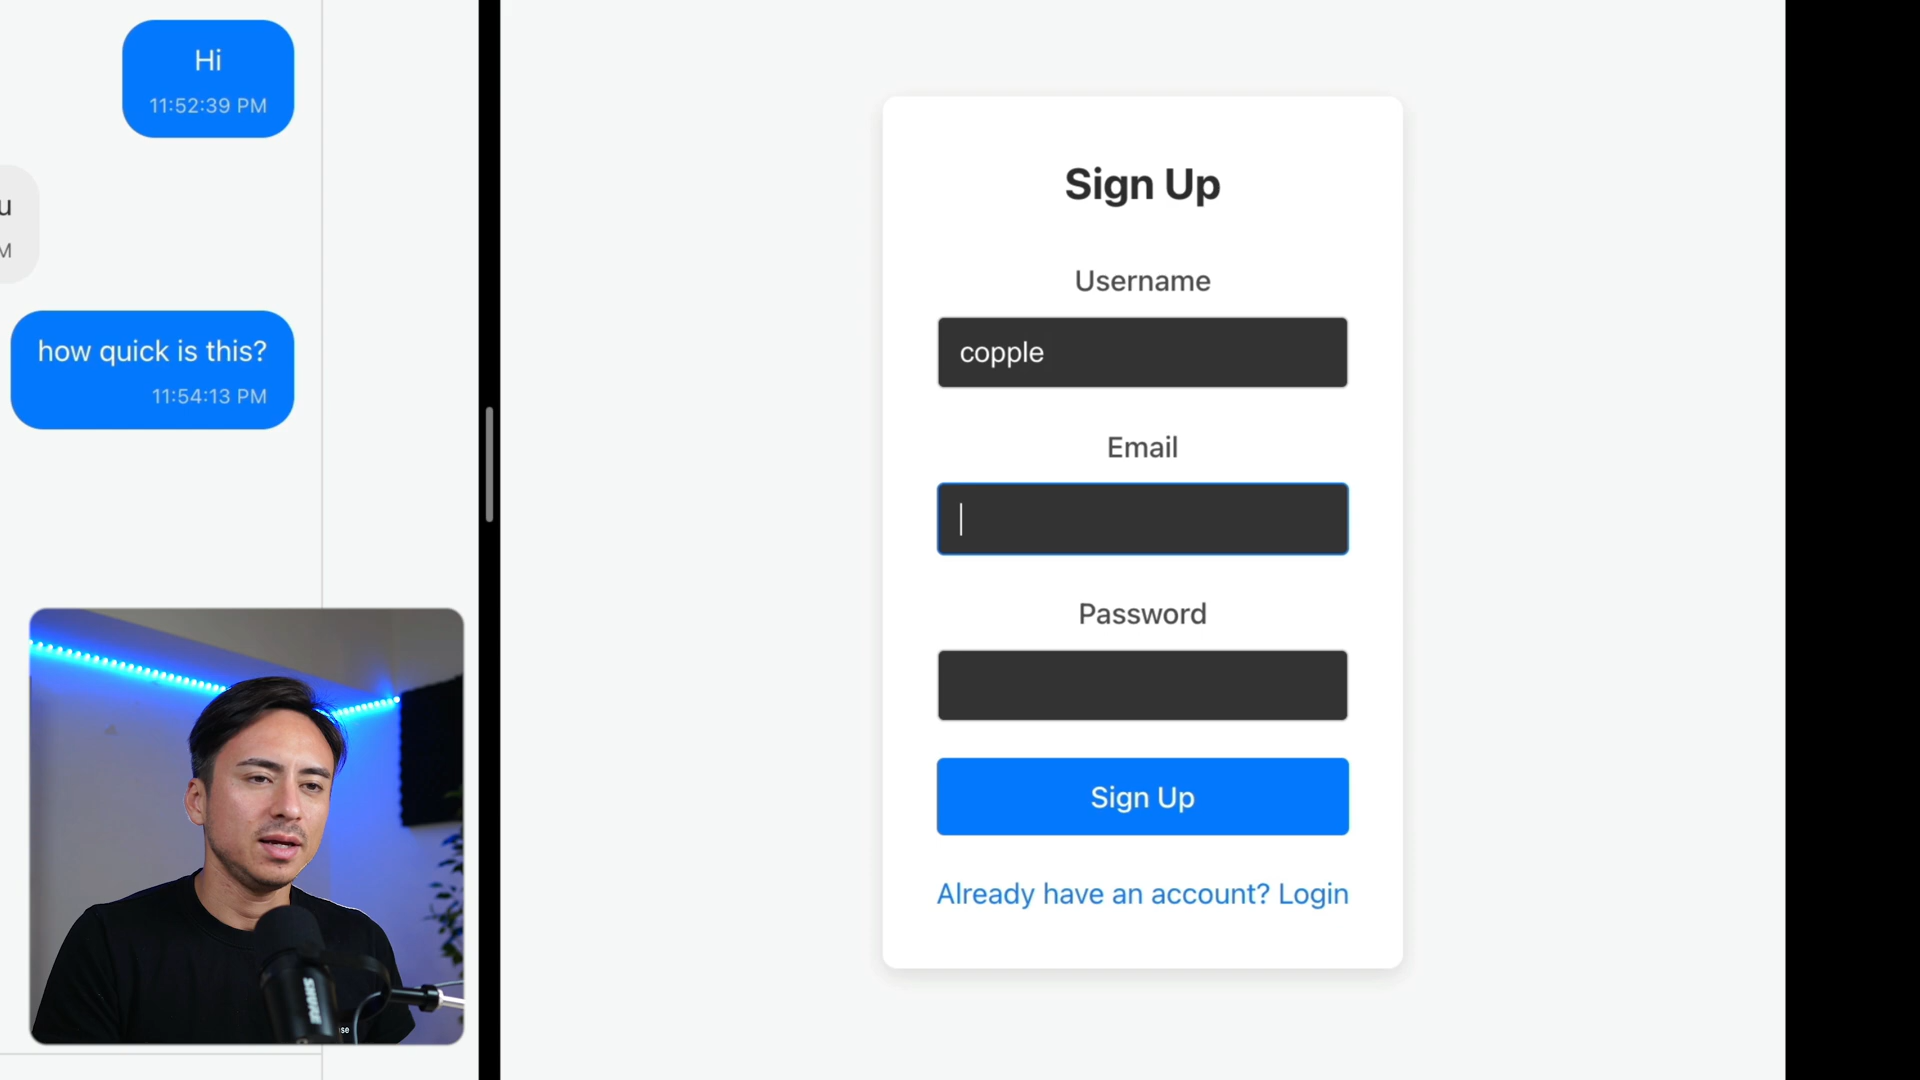 Hi
11:52:39 PM
u
M
how quick is this?
11:54:13 PM
Sign Up
Username
copple
Email
Password
Sign Up
Already have an account? Login
SHURE